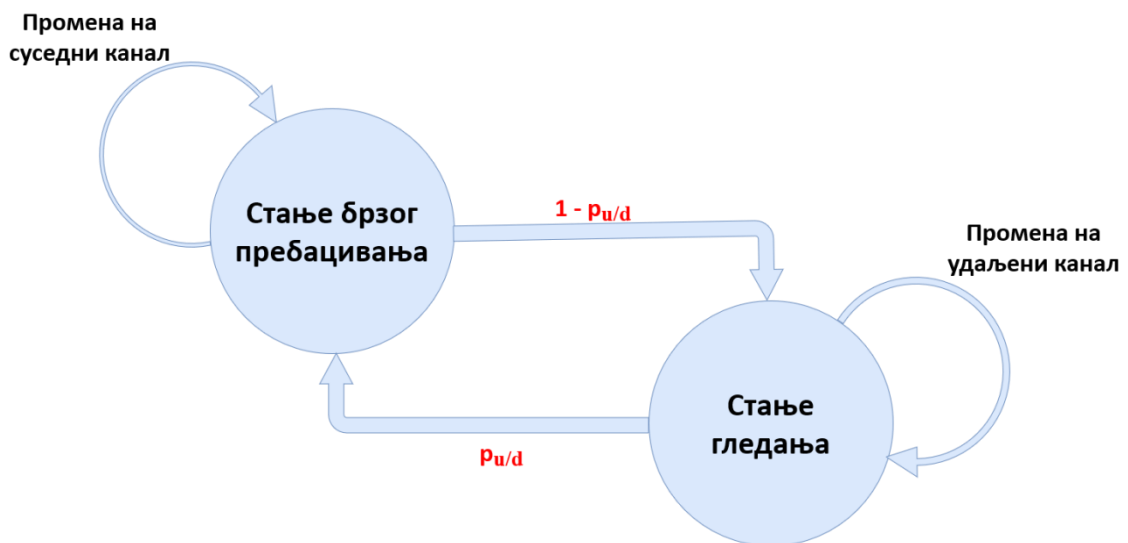 Промена на
суседни канал
Стање брзог
пребацивања
1 - pu/d
Промена на
удаљени канал
Стање
гледања
pu/d